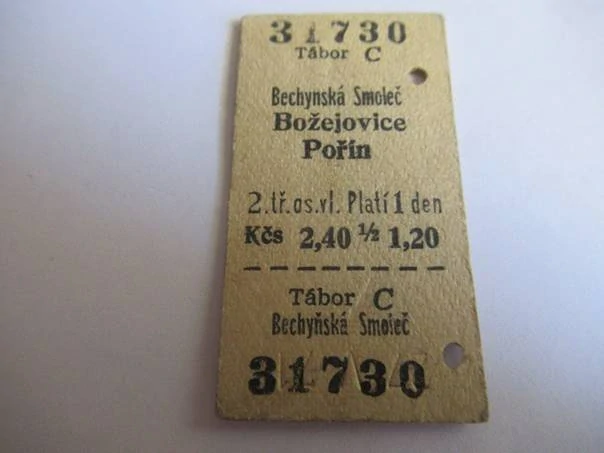 31730
Tábor C
Bechynská Smoleč
Božejovice
Pořín
2.tř.os.vl. Platí 1 den
Kčs 2,40 ½ 1,20
Tábor C
Bechyňská Smoleč
31730